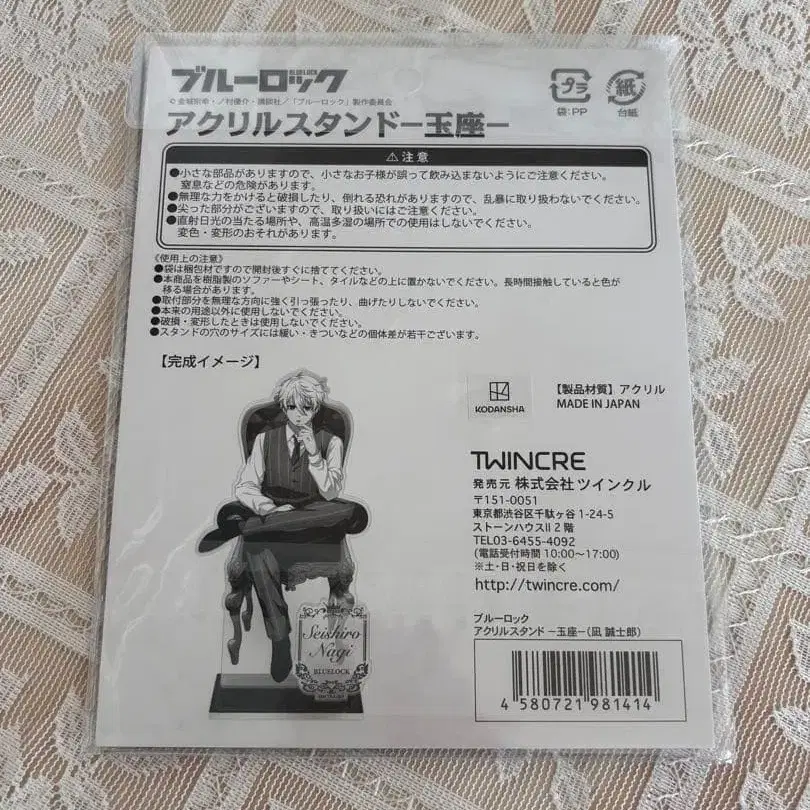 ブルーロック
BLUELOCK
©金城宗幸・ノ村優介・講談社/「ブルーロック」製作委員会
アクリルスタンドー玉座ー
プラ
袋:PP
紙
台紙
⚠注意
●小さな部品がありますので、小さなお子様が誤って飲み込まないようにご注意ください。
窒息などの危険があります。
●無理な力をかけると破損したり、倒れる恐れがありますので、乱暴に取り扱わないでください。
●尖った部分がございますので、取り扱いにはご注意ください。
●直射日光の当たる場所や、高温多湿の場所での使用はしないでください。
変色・変形のおそれがあります。
《使用上の注意》
●袋は梱包材ですので開封後すぐに捨ててください。
●本商品を樹脂製のソファーやシート、タイルなどの上に置かないでください。長時間接触していると色が
移る場合があります。
●取付部分を無理な方向に強く引っ張ったり、曲げたりしないでください。
●本来の用途以外に使用しないでください。
●破損・変形したときは使用しないでください。
●スタンドの穴のサイズには緩い・きついなどの個体差が若干ございます。
【完成イメージ】
KODANSHA
【製品材質】アクリル
MADE IN JAPAN
TWINCRE
発売元 株式会社ツインクル
〒151-0051
東京都渋谷区千駄ヶ谷 1-24-5
ストーンハウスII 2階
TEL03-6455-4092
(電話受付時間 10:00～17:00)
※土・日・祝日を除く
http://twincre.com/
Seishiro
Nagi
BLUELOCK
ブルーロック
アクリルスタンド ー玉座ー(凪 誠士郎)
4 580721 981414